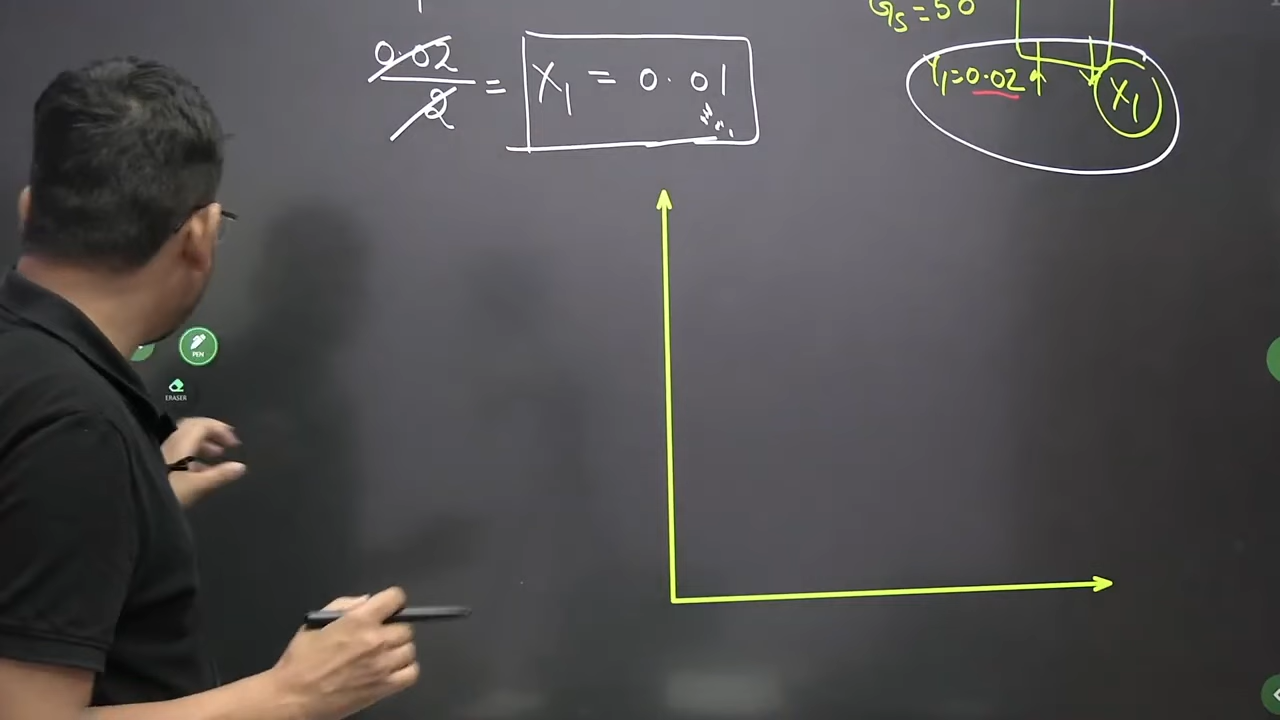 0.02
2
= X1 = 0.01
Gs = 50
Y1 = 0.02
X1
PEN
ERASER